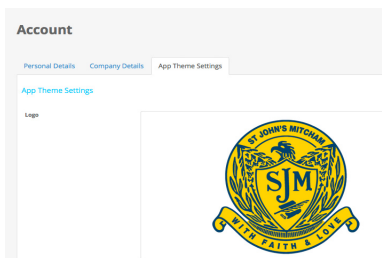 Account
Personal Details Company Details App Theme Settings
App Theme Settings
Logo
ST JOHN'S MITCHAM
SJM
WITH FAITH & LOVE